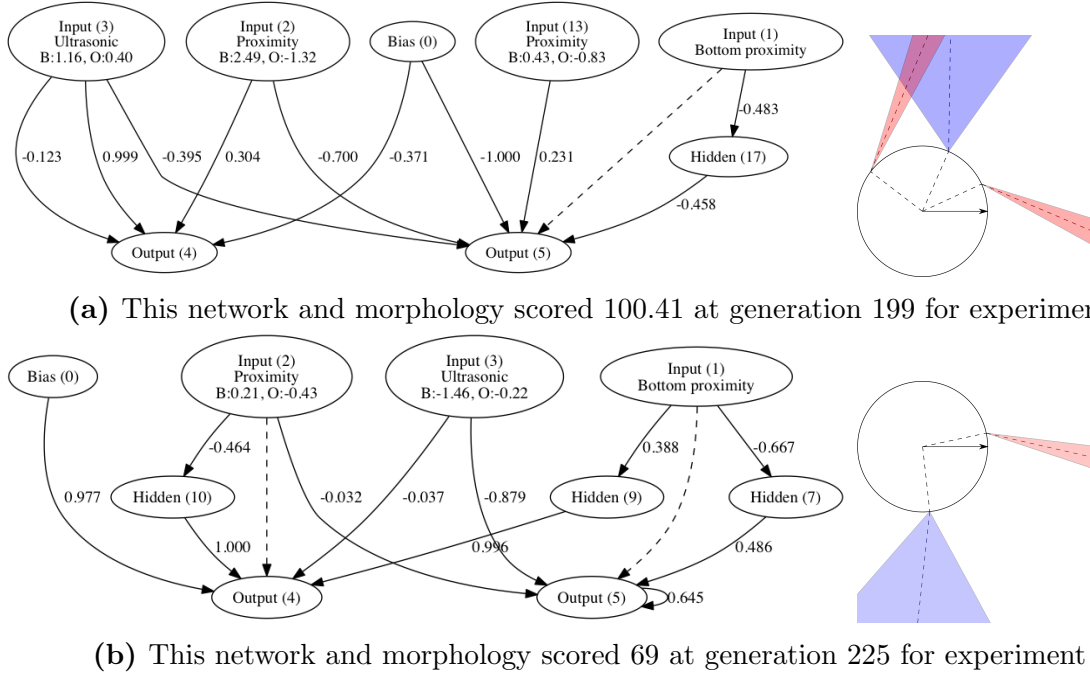 Input (3)
Ultrasonic
B:1.16, O:0.40
Input (2)
Proximity
B:2.49, O:-1.32
Bias (0)
Input (13)
Proximity
B:0.43, O:-0.83
Input (1)
Bottom proximity
-0.483
-0.123
0.999
-0.395
0.304
-0.700
-0.371
-1.000
0.231
Hidden (17)
-0.458
Output (4)
Output (5)
(a) This network and morphology scored 100.41 at generation 199 for experimen
Bias (0)
Input (2)
Proximity
B:0.21, O:-0.43
Input (3)
Ultrasonic
B:-1.46, O:-0.22
Input (1)
Bottom proximity
-0.464
0.388
-0.667
0.977
Hidden (10)
-0.032
-0.037
-0.879
Hidden (9)
Hidden (7)
1.000
0.996
0.486
Output (4)
Output (5)
0.645
(b) This network and morphology scored 69 at generation 225 for experiment